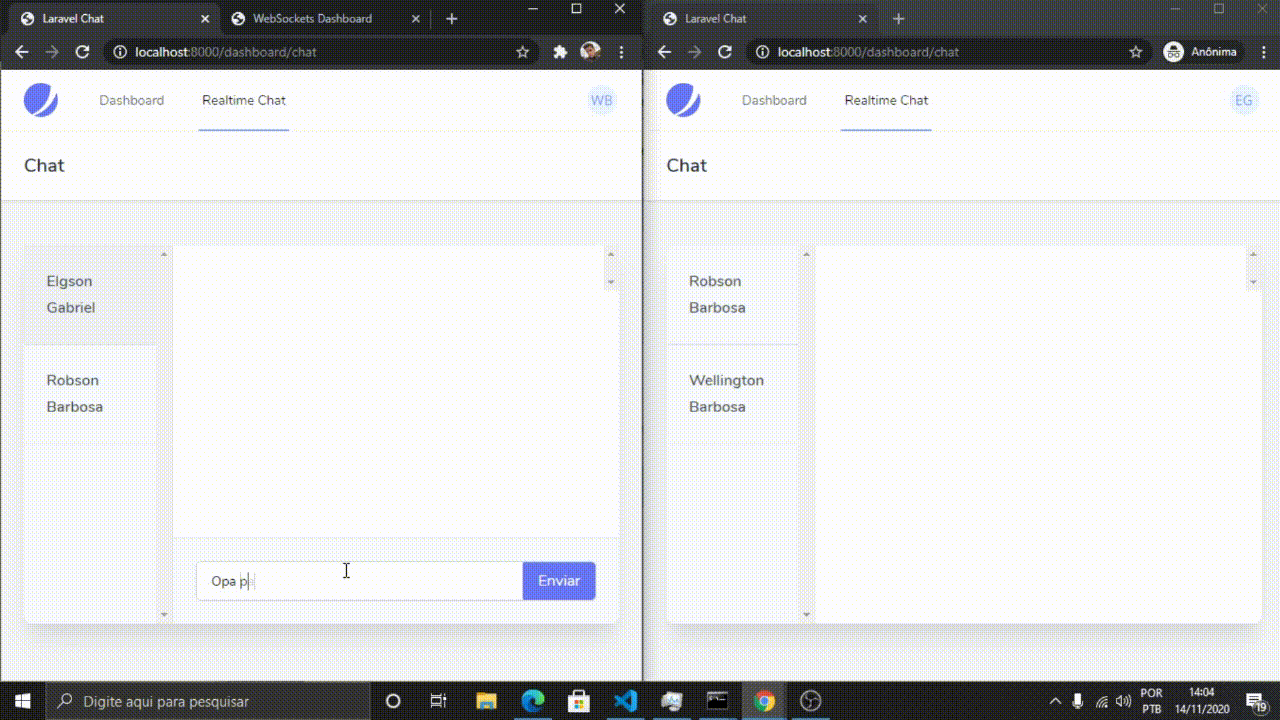 Laravel Chat
WebSockets Dashboard
localhost:8000/dashboard/chat
Dashboard
Realtime Chat
WB
Chat
Elgson
Gabriel
Robson
Barbosa
Opa p
Enviar
Laravel Chat
localhost:8000/dashboard/chat
Anônima
Dashboard
Realtime Chat
EG
Chat
Robson
Barbosa
Wellington
Barbosa
Digite aqui para pesquisar
POR
PTB
14:04
14/11/2020
19